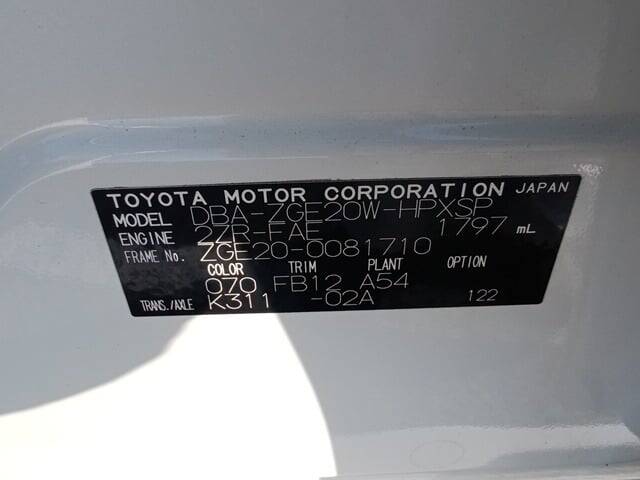 TOYOTA MOTOR CORPORATION JAPAN
MODEL DBA-ZGE20W-HPXSP
ENGINE 2ZR-FAE 1797 mL
FRAME No. ZGE20-0081710
COLOR TRIM PLANT OPTION
070 FB12 A54
TRANS./AXLE K311 -02A 122